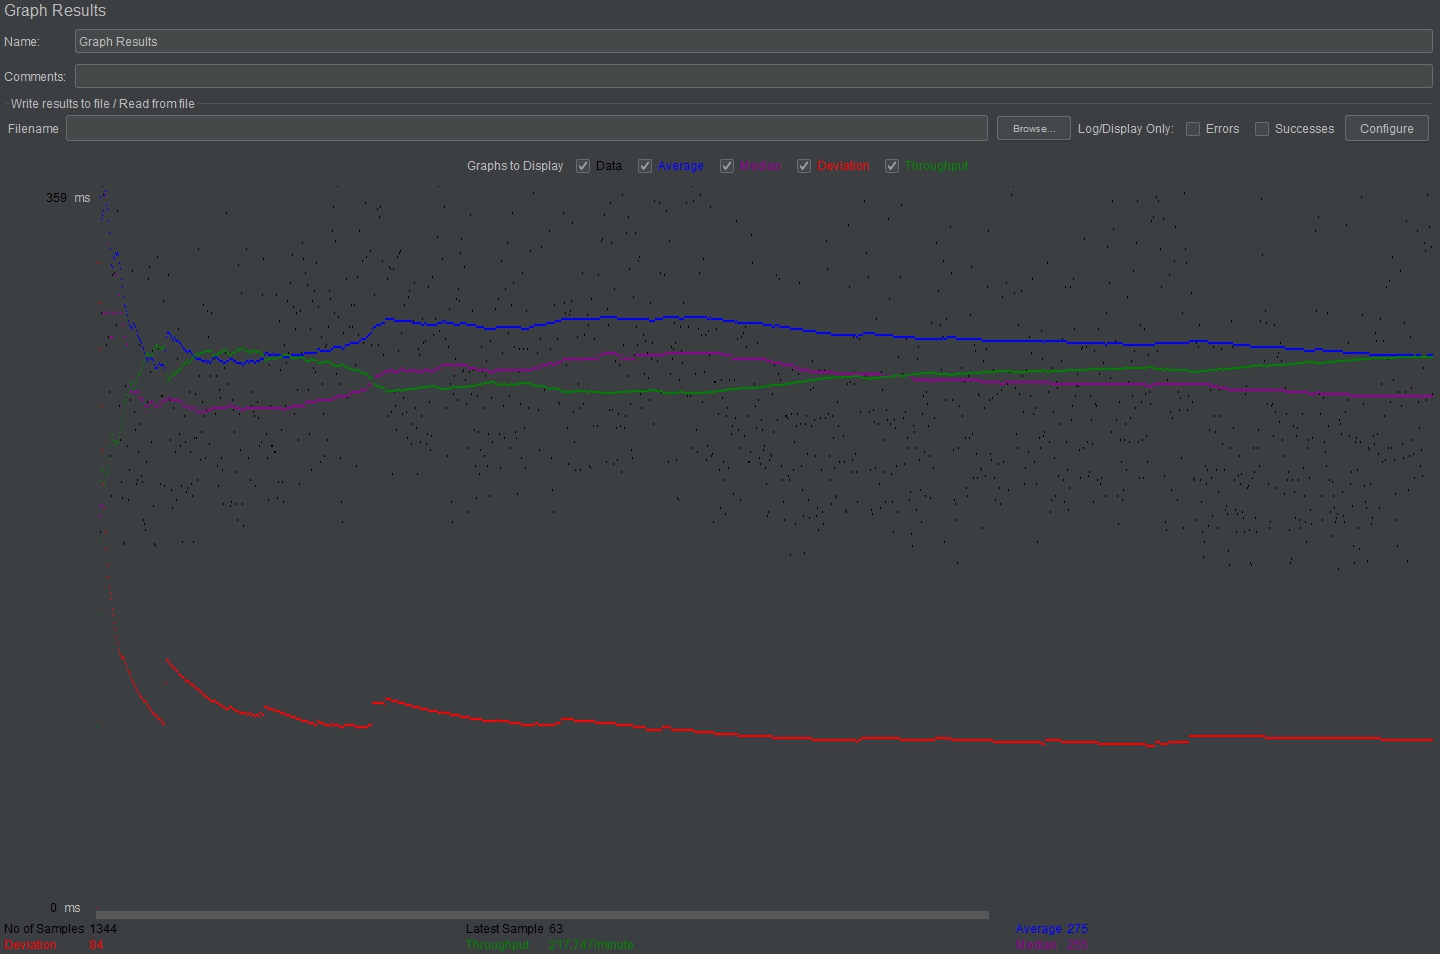 Graph Results
Name: Graph Results
Comments:
Write results to file / Read from file
Filename Browse... Log/Display Only: Errors Successes Configure
Graphs to Display Data Average Median Deviation Throughput
359 ms
0 ms
No of Samples 1344 Latest Sample 63 Average 275
Deviation 84 Throughput 217,747/minute Median